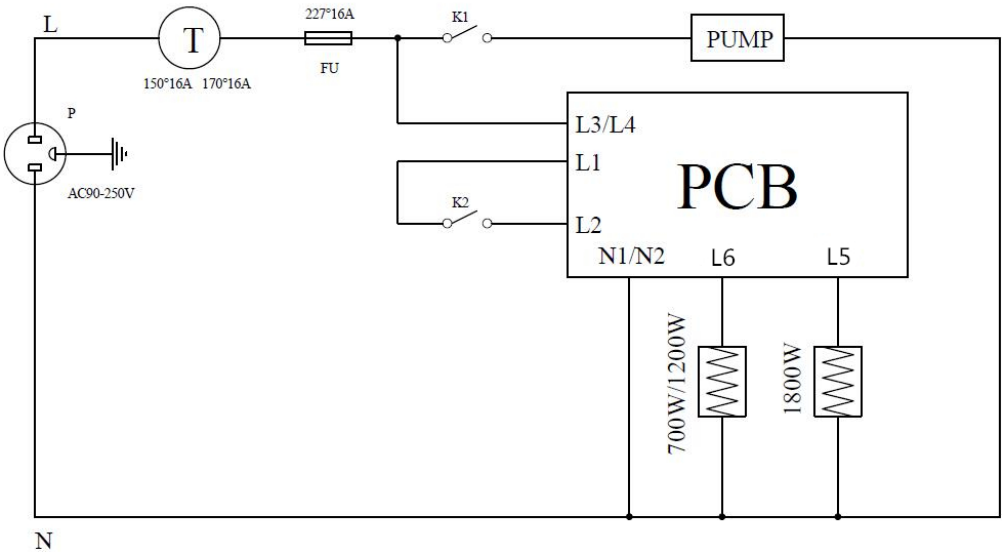 227°16A
K1
L
T
PUMP
FU
150°16A 170°16A
P
L3/L4
L1
PCB
AC90-250V
K2
L2
N1/N2 L6 L5
700W/1200W
1800W
N